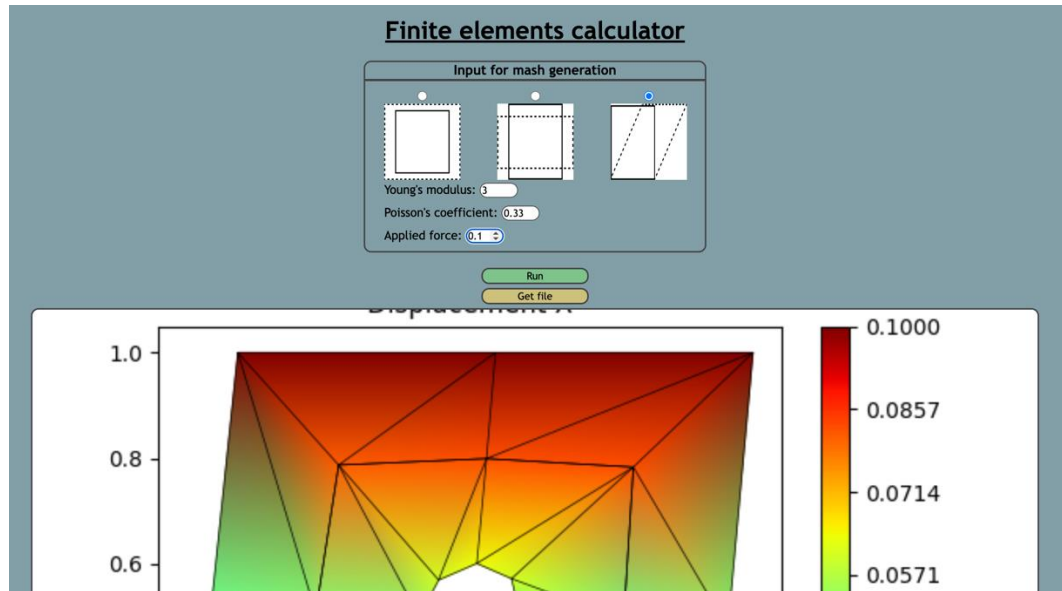 Finite elements calculator
Input for mash generation
Young's modulus: 3
Poisson's coefficient: 0.33
Applied force: 0.1
Run
Get file
Displacement X
1.0
0.8
0.6
0.1000
0.0857
0.0714
0.0571